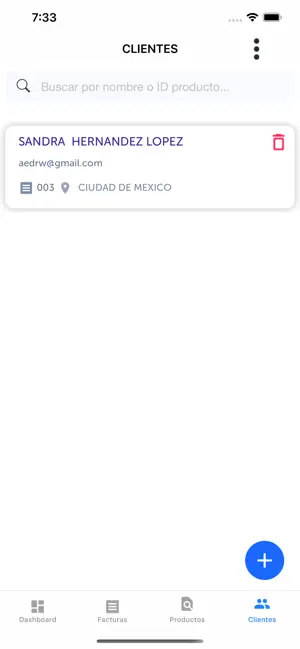 7:33
CLIENTES
Buscar por nombre o ID producto...
SANDRA  HERNANDEZ LOPEZ
aedrw@gmail.com
003 CIUDAD DE MEXICO
Dashboard Facturas Productos Clientes